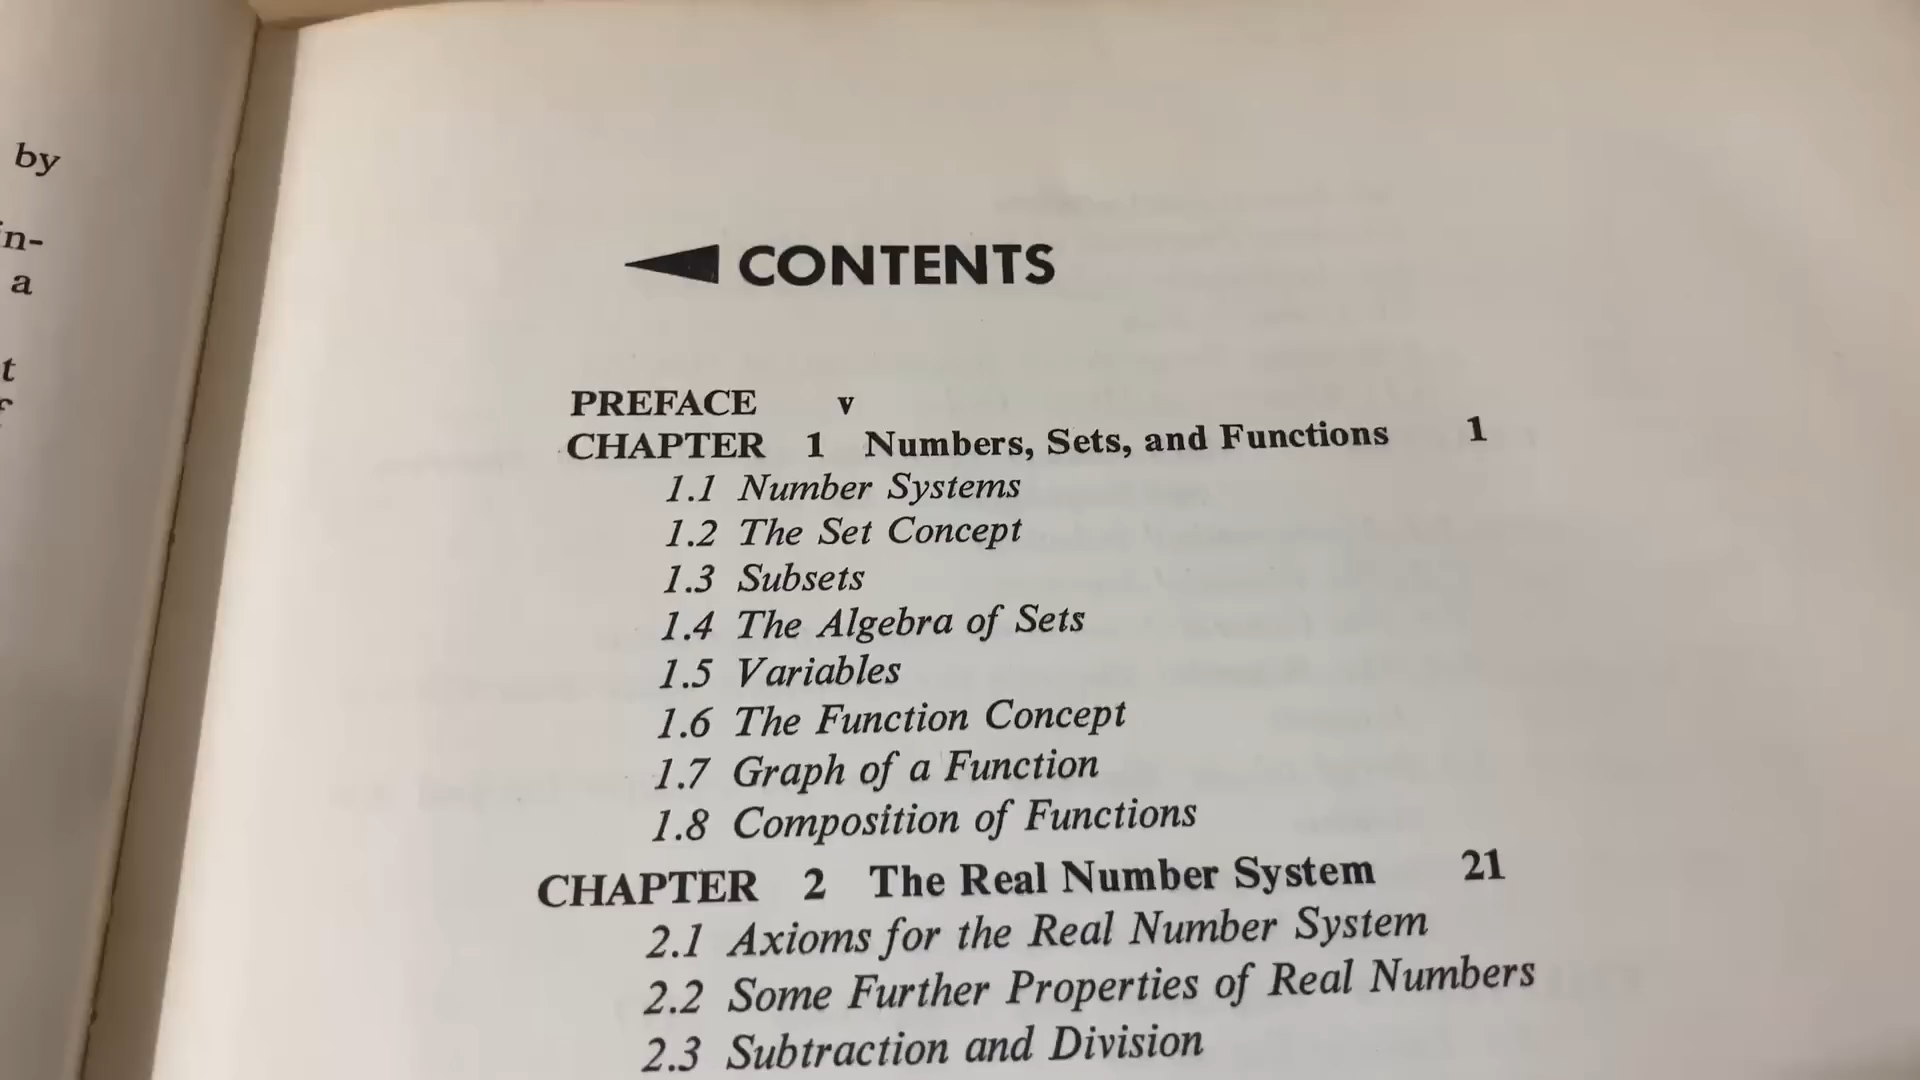 by
in-
a
t
f
CONTENTS
PREFACE v
CHAPTER 1 Numbers, Sets, and Functions 1
1.1 Number Systems
1.2 The Set Concept
1.3 Subsets
1.4 The Algebra of Sets
1.5 Variables
1.6 The Function Concept
1.7 Graph of a Function
1.8 Composition of Functions
CHAPTER 2 The Real Number System 21
2.1 Axioms for the Real Number System
2.2 Some Further Properties of Real Numbers
2.3 Subtraction and Division